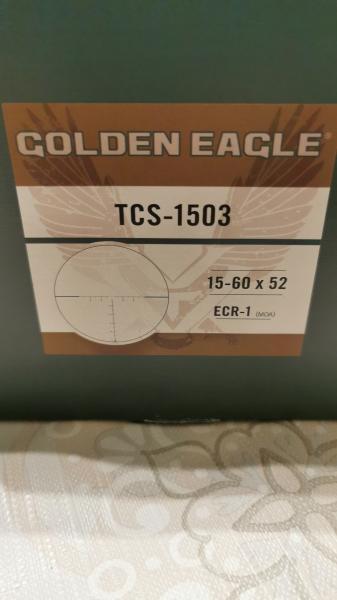 GOLDEN EAGLE®
TCS-1503
15-60 x 52
ECR-1 (MOA)